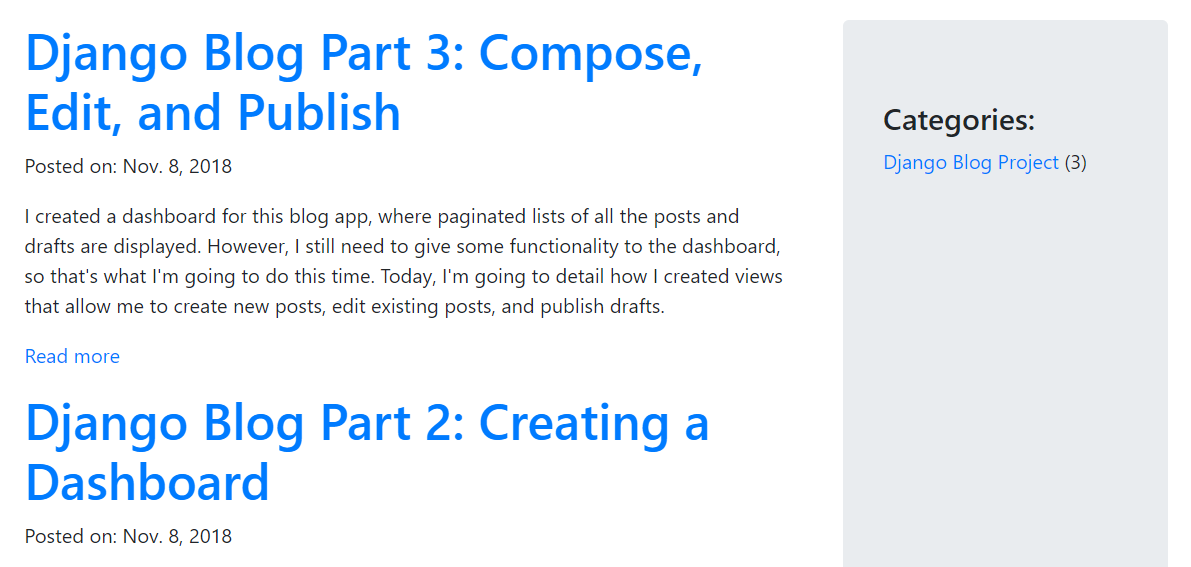 Django Blog Part 3: Compose,
Edit, and Publish
Posted on: Nov. 8, 2018
I created a dashboard for this blog app, where paginated lists of all the posts and
drafts are displayed. However, I still need to give some functionality to the dashboard,
so that's what I'm going to do this time. Today, I'm going to detail how I created views
that allow me to create new posts, edit existing posts, and publish drafts.
Read more
Django Blog Part 2: Creating a
Dashboard
Posted on: Nov. 8, 2018
Categories:
Django Blog Project (3)